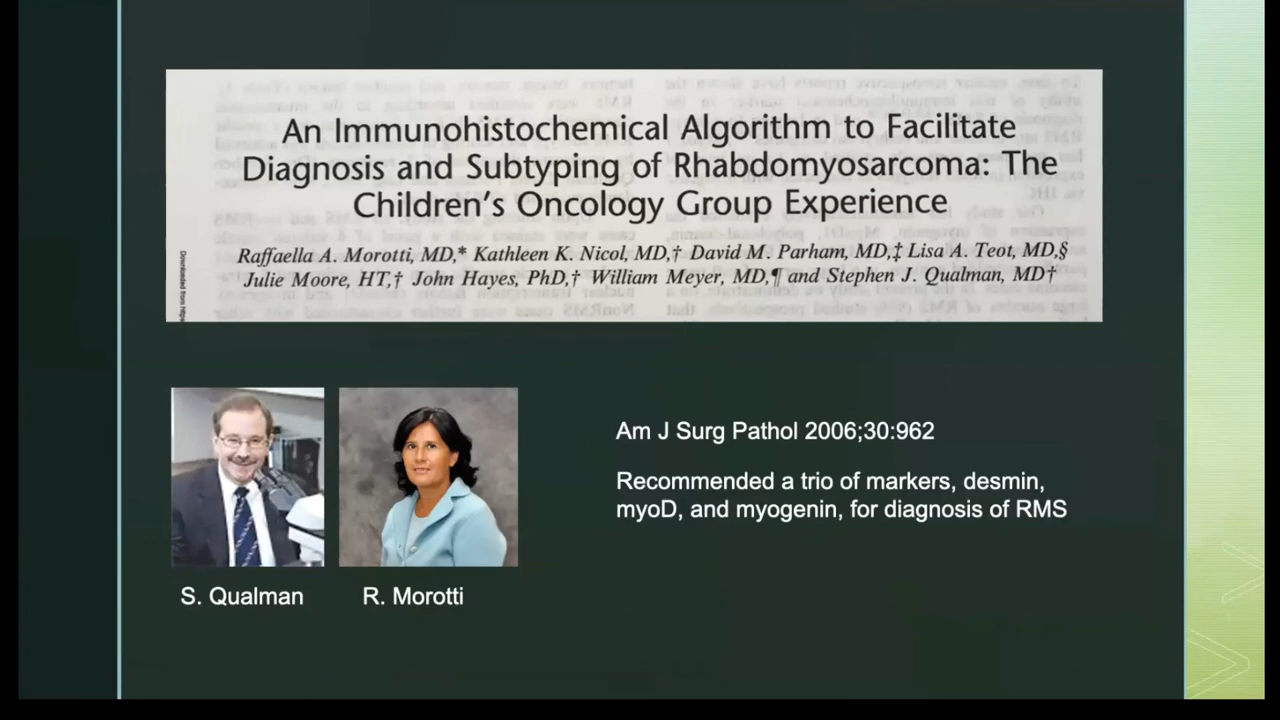 An Immunohistochemical Algorithm to Facilitate
Diagnosis and Subtyping of Rhabdomyosarcoma: The
Children's Oncology Group Experience
Raffaella A. Morotti, MD,* Kathleen K. Nicol, MD,† David M. Parham, MD,‡ Lisa A. Teot, MD,§
Julie Moore, HT,† John Hayes, PhD,† William Meyer, MD,¶ and Stephen J. Qualman, MD†
Downloaded from
Am J Surg Pathol 2006;30:962
Recommended a trio of markers, desmin,
myoD, and myogenin, for diagnosis of RMS
S. Qualman
R. Morotti